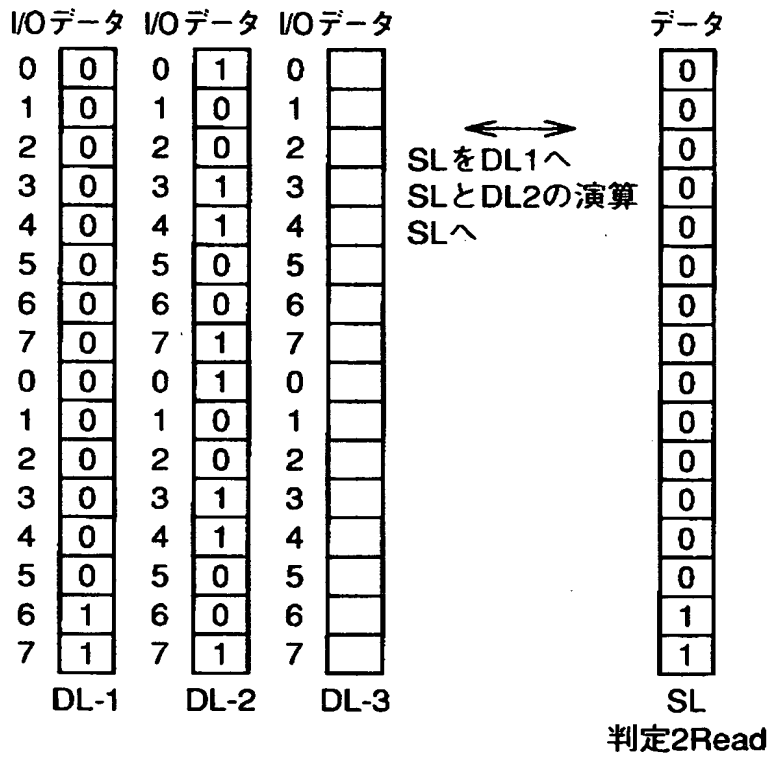 I/Oデータ I/Oデータ I/Oデータ データ
0 0 0 1 0 0
1 0 1 0 1 0
2 0 2 0 2 0
3 0 3 1 3 0
4 0 4 1 4 0
5 0 5 0 5 0
6 0 6 0 6 0
7 0 7 1 7 0
0 0 0 1 0 0
1 0 1 0 1 0
2 0 2 0 2 0
3 0 3 1 3 0
4 0 4 1 4 0
5 0 5 0 5 0
6 1 6 0 6 1
7 1 7 1 7 1
SLをDL1へ
SLとDL2の演算
SLへ
DL-1 DL-2 DL-3 SL
判定2Read